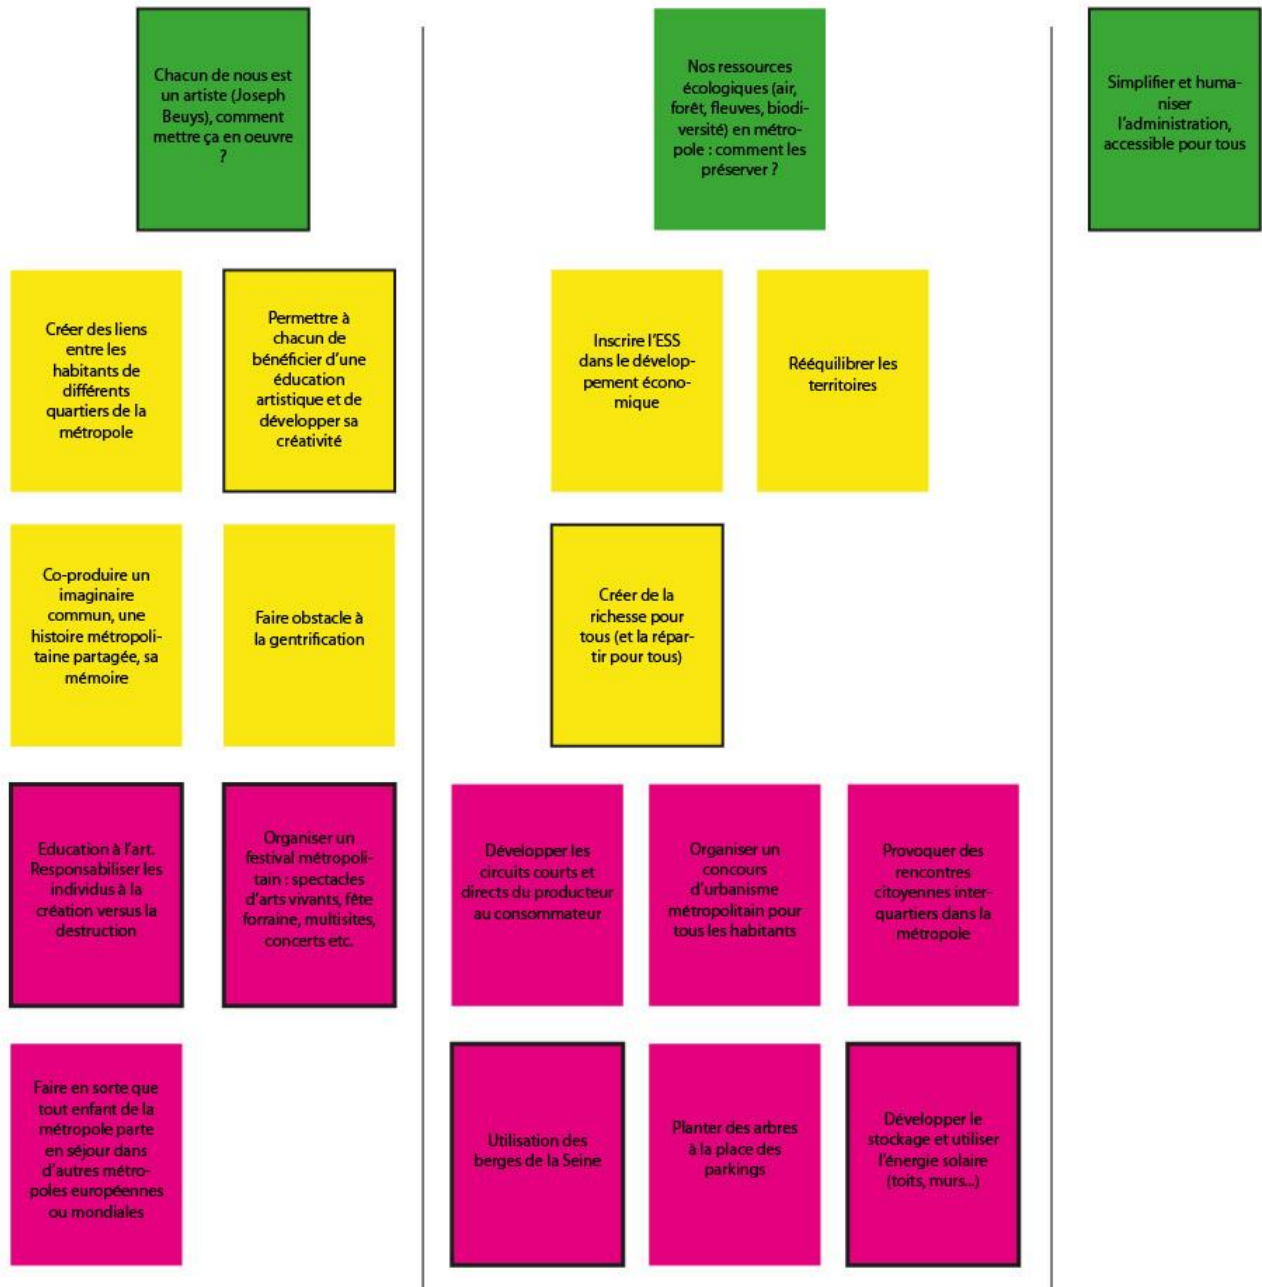 Chacun de nous est
un artiste (Joseph
Beuys), comment
mettre ça en oeuvre
?
Nos ressources
écologiques (air,
forêt, fleuves, biodi-
versité) en métro-
pole : comment les
préserver ?
Simplifier et huma-
niser
l'administration,
accessible pour tous
Créer des liens
entre les
habitants de
différents
quartiers de la
métropole
Permettre à
chacun de
bénéficier d'une
éducation
artistique et de
développer sa
créativité
Inscrire l'ESS
dans le dévelop-
pement écono-
mique
Rééquilibrer les
territoires
Co-produire un
imaginaire
commun, une
histoire métropoli-
taine partagée, sa
mémoire
Faire obstacle à
la gentrification
Créer de la
richesse pour
tous (et la répar-
tir pour tous)
Education à l'art.
Responsabiliser les
individus à la
création versus la
destruction
Organiser un
festival métropoli-
tain : spectacles
d'arts vivants, fête
forraine, multisites,
concerts etc.
Développer les
circuits courts et
directs du producteur
au consommateur
Organiser un
concours
d'urbanisme
métropolitain pour
tous les habitants
Provoquer des
rencontres
citoyennes inter-
quartiers dans la
métropole
Faire en sorte que
tout enfant de la
métropole parte
en séjour dans
d'autres métro-
poles européennes
ou mondiales
Utilisation des
berges de la Seine
Planter des arbres
à la place des
parkings
Développer le
stockage et utiliser
l'énergie solaire
(toits, murs...)